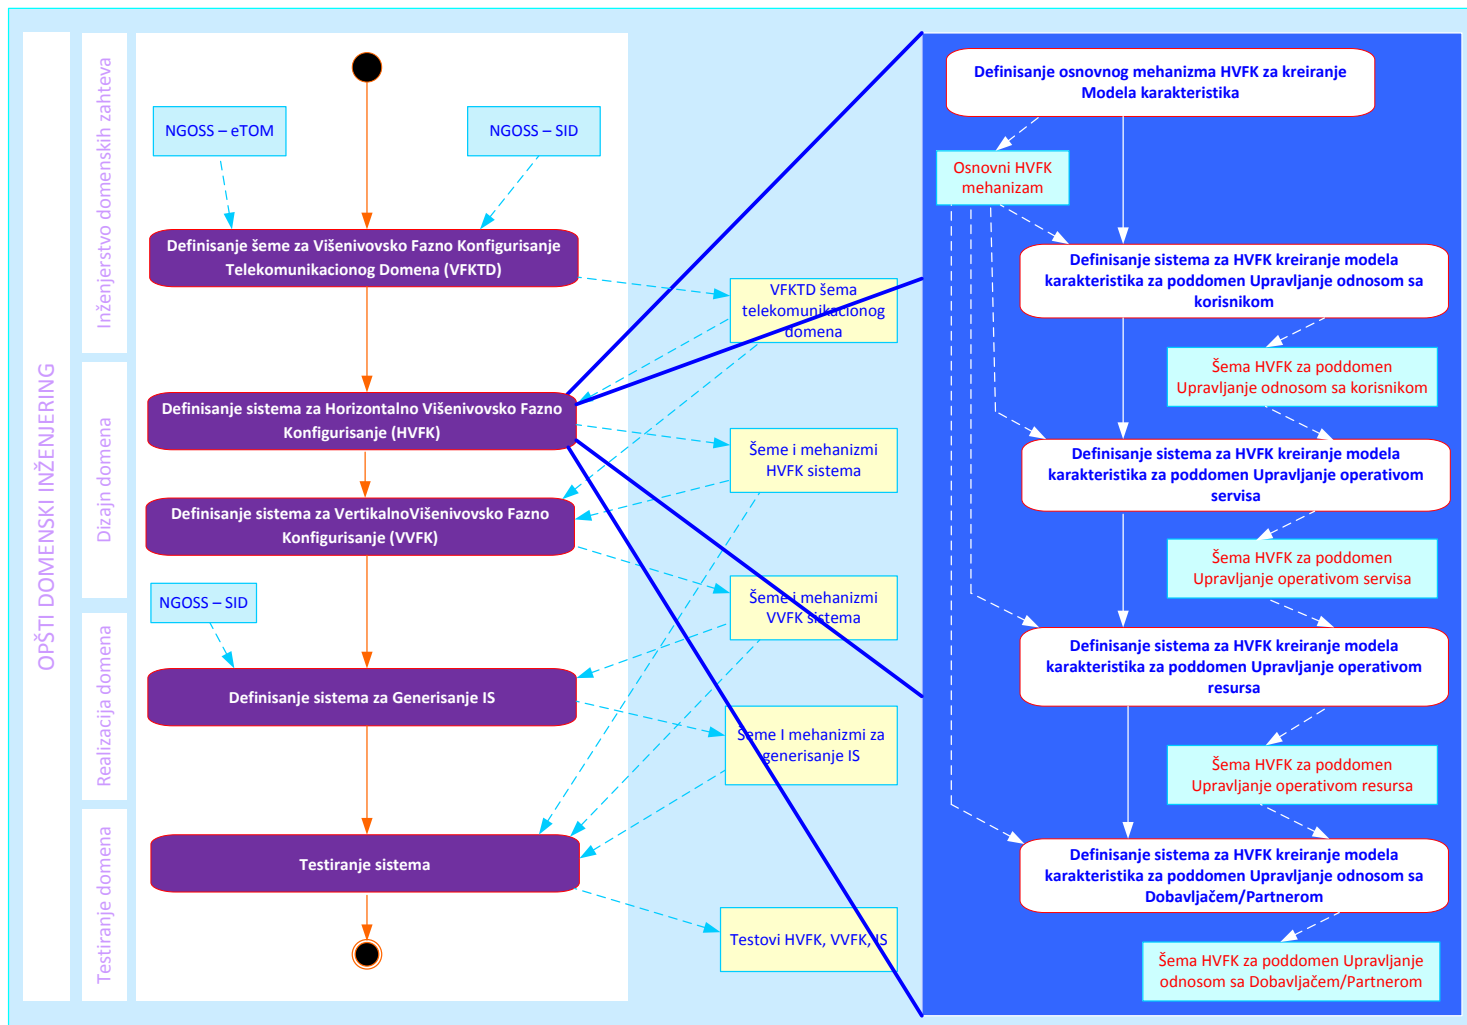 OPŠTI DOMENSKI INŽENJERING
Inženjerstvo domenskih zahteva
Dizajn domena
Realizacija domena
Testiranje domena
NGOSS – eTOM
NGOSS – SID
Definisanje šeme za Višenivovsko Fazno Konfigurisanje
Telekomunikacionog Domena (VFKTD)
VFKTD šema
telekomunikacionog
domena
Definisanje sistema za Horizontalno Višenivovsko Fazno
Konfigurisanje (HVFK)
Šeme i mehanizmi
HVFK sistema
Definisanje sistema za VertikalnoVišenivovsko Fazno
Konfigurisanje (VVFK)
NGOSS – SID
Šeme i mehanizmi
VVFK sistema
Definisanje sistema za Generisanje IS
Šeme I mehanizmi za
generisanje IS
Testiranje sistema
Testovi HVFK, VVFK, IS
Definisanje osnovnog mehanizma HVFK za kreiranje
Modela karakteristika
Osnovni HVFK
mehanizam
Definisanje sistema za HVFK kreiranje modela
karakteristika za poddomen Upravljanje odnosom sa
korisnikom
Šema HVFK za poddomen
Upravljanje odnosom sa korisnikom
Definisanje sistema za HVFK kreiranje modela
karakteristika za poddomen Upravljanje operativom
servisa
Šema HVFK za poddomen
Upravljanje operativom servisa
Definisanje sistema za HVFK kreiranje modela
karakteristika za poddomen Upravljanje operativom
resursa
Šema HVFK za poddomen
Upravljanje operativom resursa
Definisanje sistema za HVFK kreiranje modela
karakteristika za poddomen Upravljanje odnosom sa
Dobavljačem/Partnerom
Šema HVFK za poddomen Upravljanje
odnosom sa Dobavljačem/Partnerom